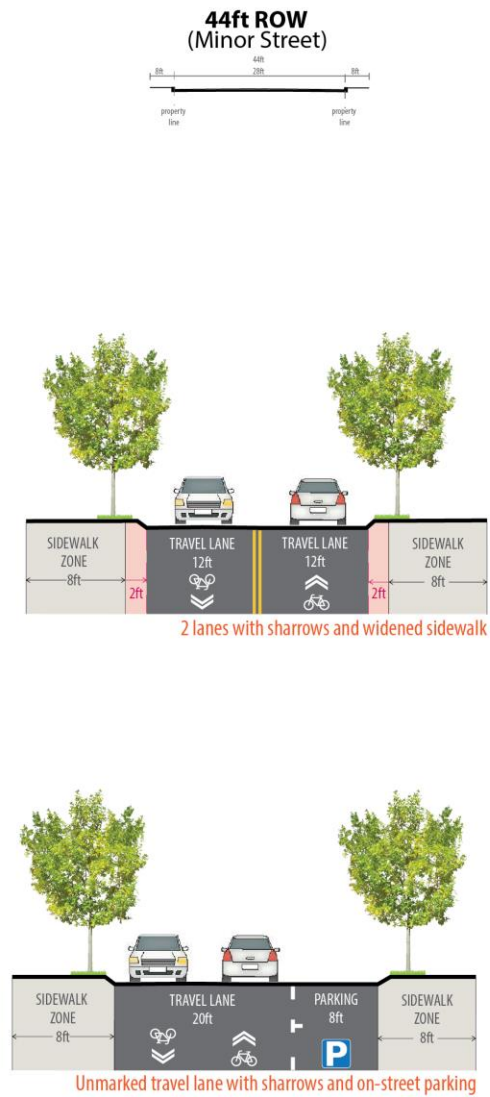 44ft ROW
(Minor Street)
44ft
8ft 28ft 8ft
property line property line
SIDEWALK ZONE
8ft
2ft
TRAVEL LANE
12ft
TRAVEL LANE
12ft
2ft
SIDEWALK ZONE
8ft
2 lanes with sharrows and widened sidewalk
SIDEWALK ZONE
8ft
TRAVEL LANE
20ft
PARKING
8ft
P
SIDEWALK ZONE
8ft
Unmarked travel lane with sharrows and on-street parking